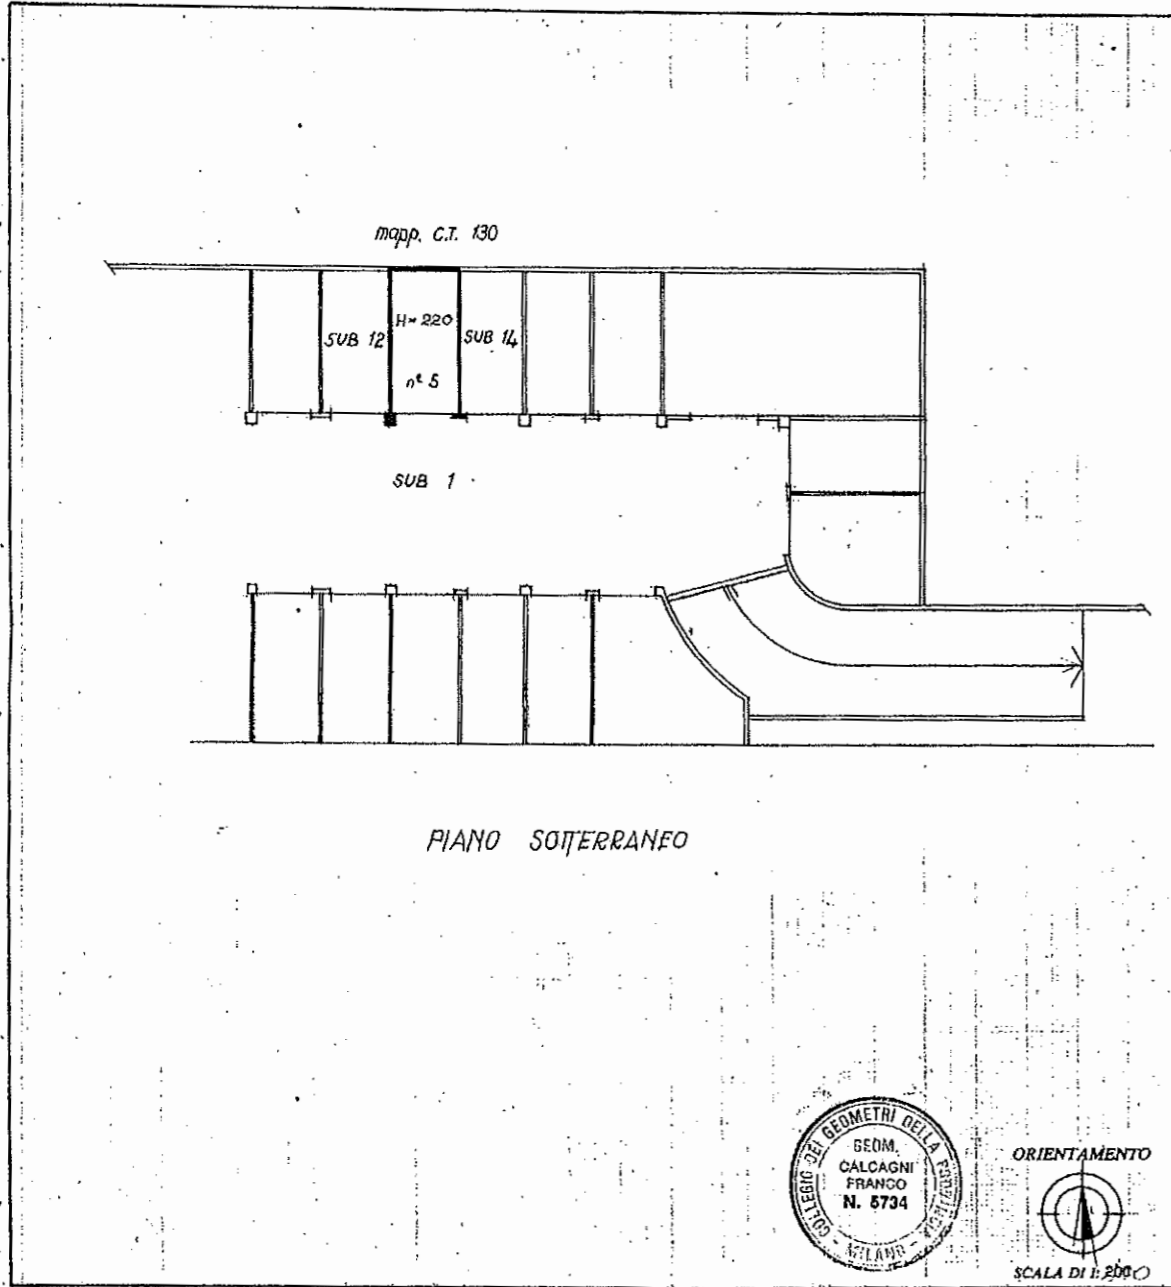 mapp. C.T. 130
SUB 12
H= 220
SUB 14
n° 5
SUB 1
PIANO SOTTERRANEO
COLLEGIO DEI GEOMETRI DELLA PROVINCIA
GEOM.
CALCAGNI
FRANCO
N. 5734
MILANO
ORIENTAMENTO
SCALA DI 1: 200